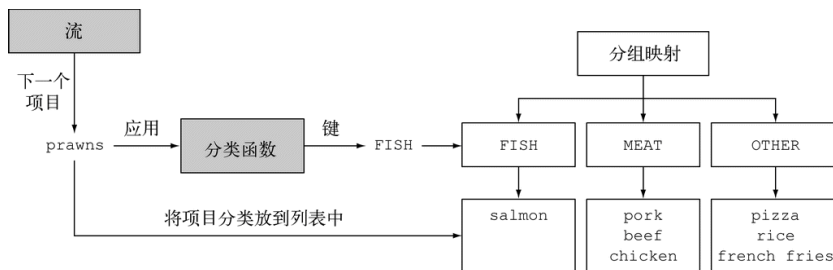 流
分组映射
下一个
项目
prawns
应用
分类函数
键
FISH
FISH
MEAT
OTHER
将项目分类放到列表中
salmon
pork
beef
chicken
pizza
rice
french fries